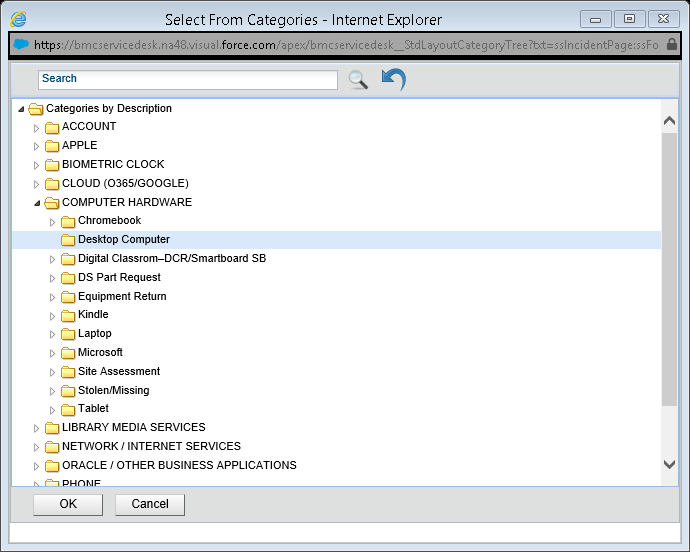 Select From Categories - Internet Explorer
https://bmcservicedesk.na48.visual.force.com/apex/bmcservicedesk__StdLayoutCategoryTree?txt=ssIncidentPage:ssFo
Search
Categories by Description
ACCOUNT
APPLE
BIOMETRIC CLOCK
CLOUD (O365/GOOGLE)
COMPUTER HARDWARE
Chromebook
Desktop Computer
Digital Classrom–DCR/Smartboard SB
DS Part Request
Equipment Return
Kindle
Laptop
Microsoft
Site Assessment
Stolen/Missing
Tablet
LIBRARY MEDIA SERVICES
NETWORK / INTERNET SERVICES
ORACLE / OTHER BUSINESS APPLICATIONS
PHONE
OK Cancel